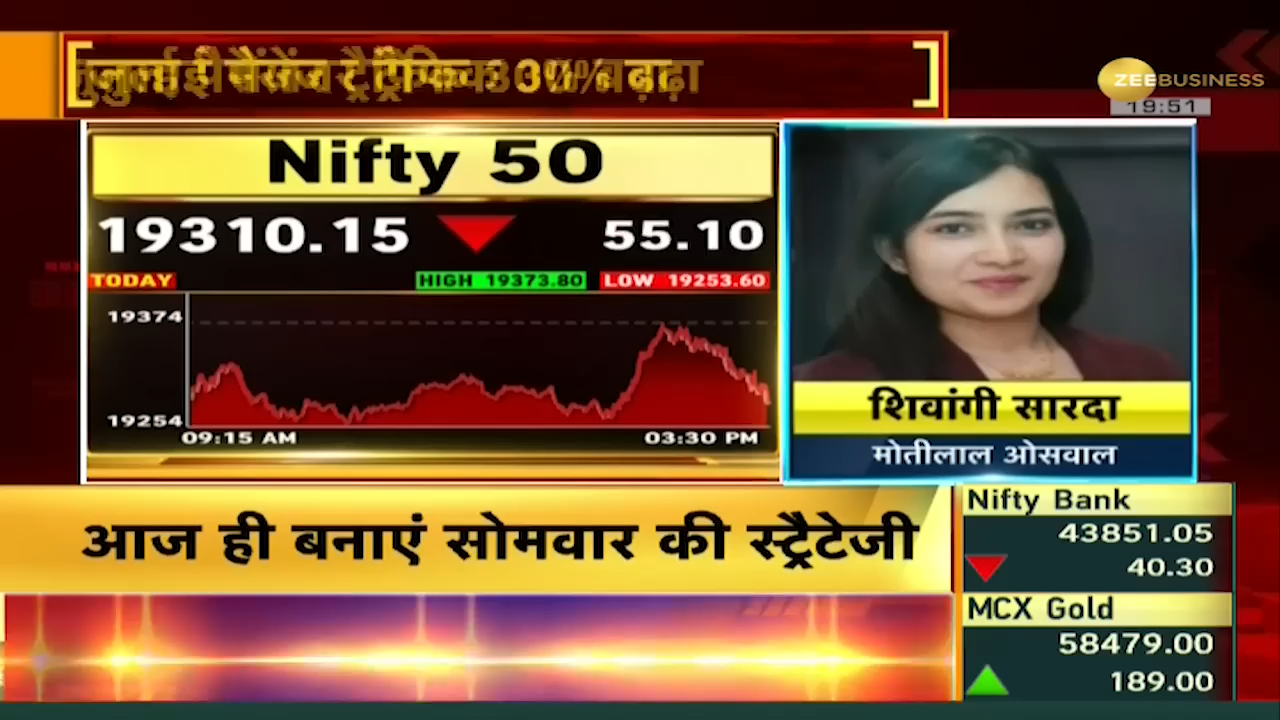 ZEEBUSINESS
19:51
Nifty 50
19310.15 55.10
TODAY HIGH 19373.80 LOW 19253.60
19374
19254
09:15 AM 03:30 PM
शिवांगी सारदा
मोतीलाल ओसवाल
आज ही बनाएं सोमवार की स्ट्रैटेजी
Nifty Bank
43851.05
40.30
MCX Gold
58479.00
189.00